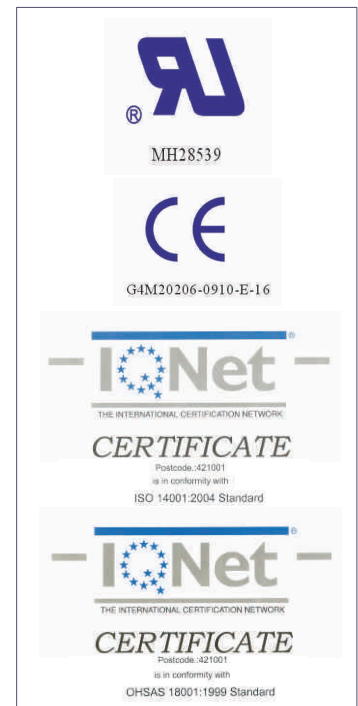 ®
MH28539
CE
G4M20206-0910-E-16
®
IQNet
THE INTERNATIONAL CERTIFICATION NETWORK
CERTIFICATE
Postcode.:421001
is in conformity with
ISO 14001:2004 Standard
®
IQNet
THE INTERNATIONAL CERTIFICATION NETWORK
CERTIFICATE
Postcode.:421001
is in conformity with
OHSAS 18001:1999 Standard